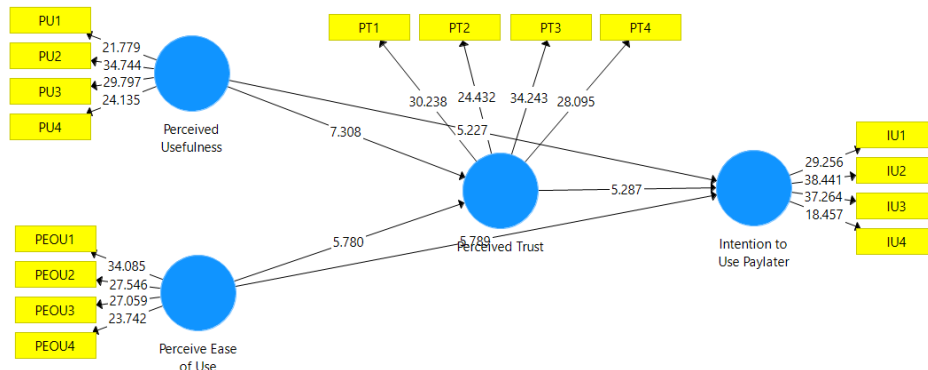 PU1
PU2
PU3
PU4
21.779
34.744
29.797
24.135
Perceived
Usefulness
PT1
PT2
PT3
PT4
30.238
24.432
34.243
28.095
7.308
5.227
5.780
5.789
5.287
Perceived Trust
PEOU1
PEOU2
PEOU3
PEOU4
34.085
27.546
27.059
23.742
Perceive Ease
of Use
IU1
IU2
IU3
IU4
29.256
38.441
37.264
18.457
Intention to
Use Paylater